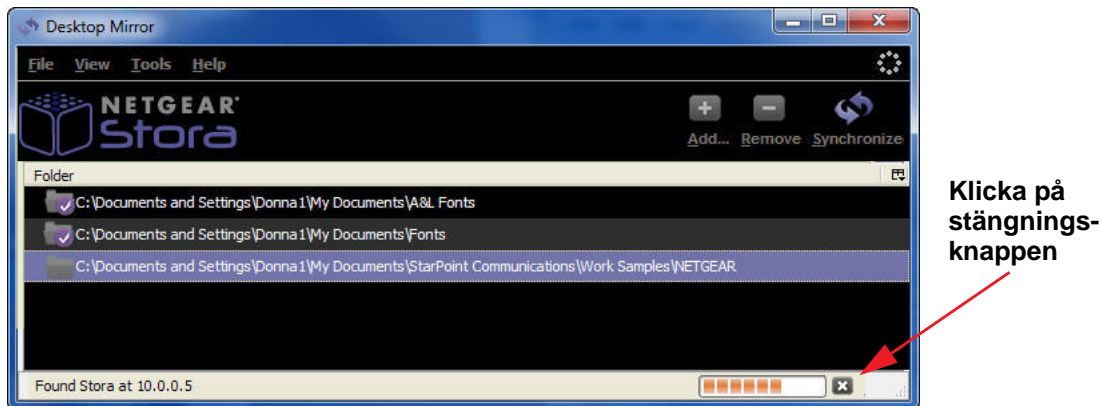 Desktop Mirror
File View Tools Help
NETGEAR®
Stora
Add... Remove Synchronize
Folder
C:\Documents and Settings\Donna1\My Documents\A&L Fonts
C:\Documents and Settings\Donna1\My Documents\Fonts
C:\Documents and Settings\Donna1\My Documents\StarPoint Communications\Work Samples\NETGEAR
Found Stora at 10.0.0.5
Klicka på
stängnings-
knappen